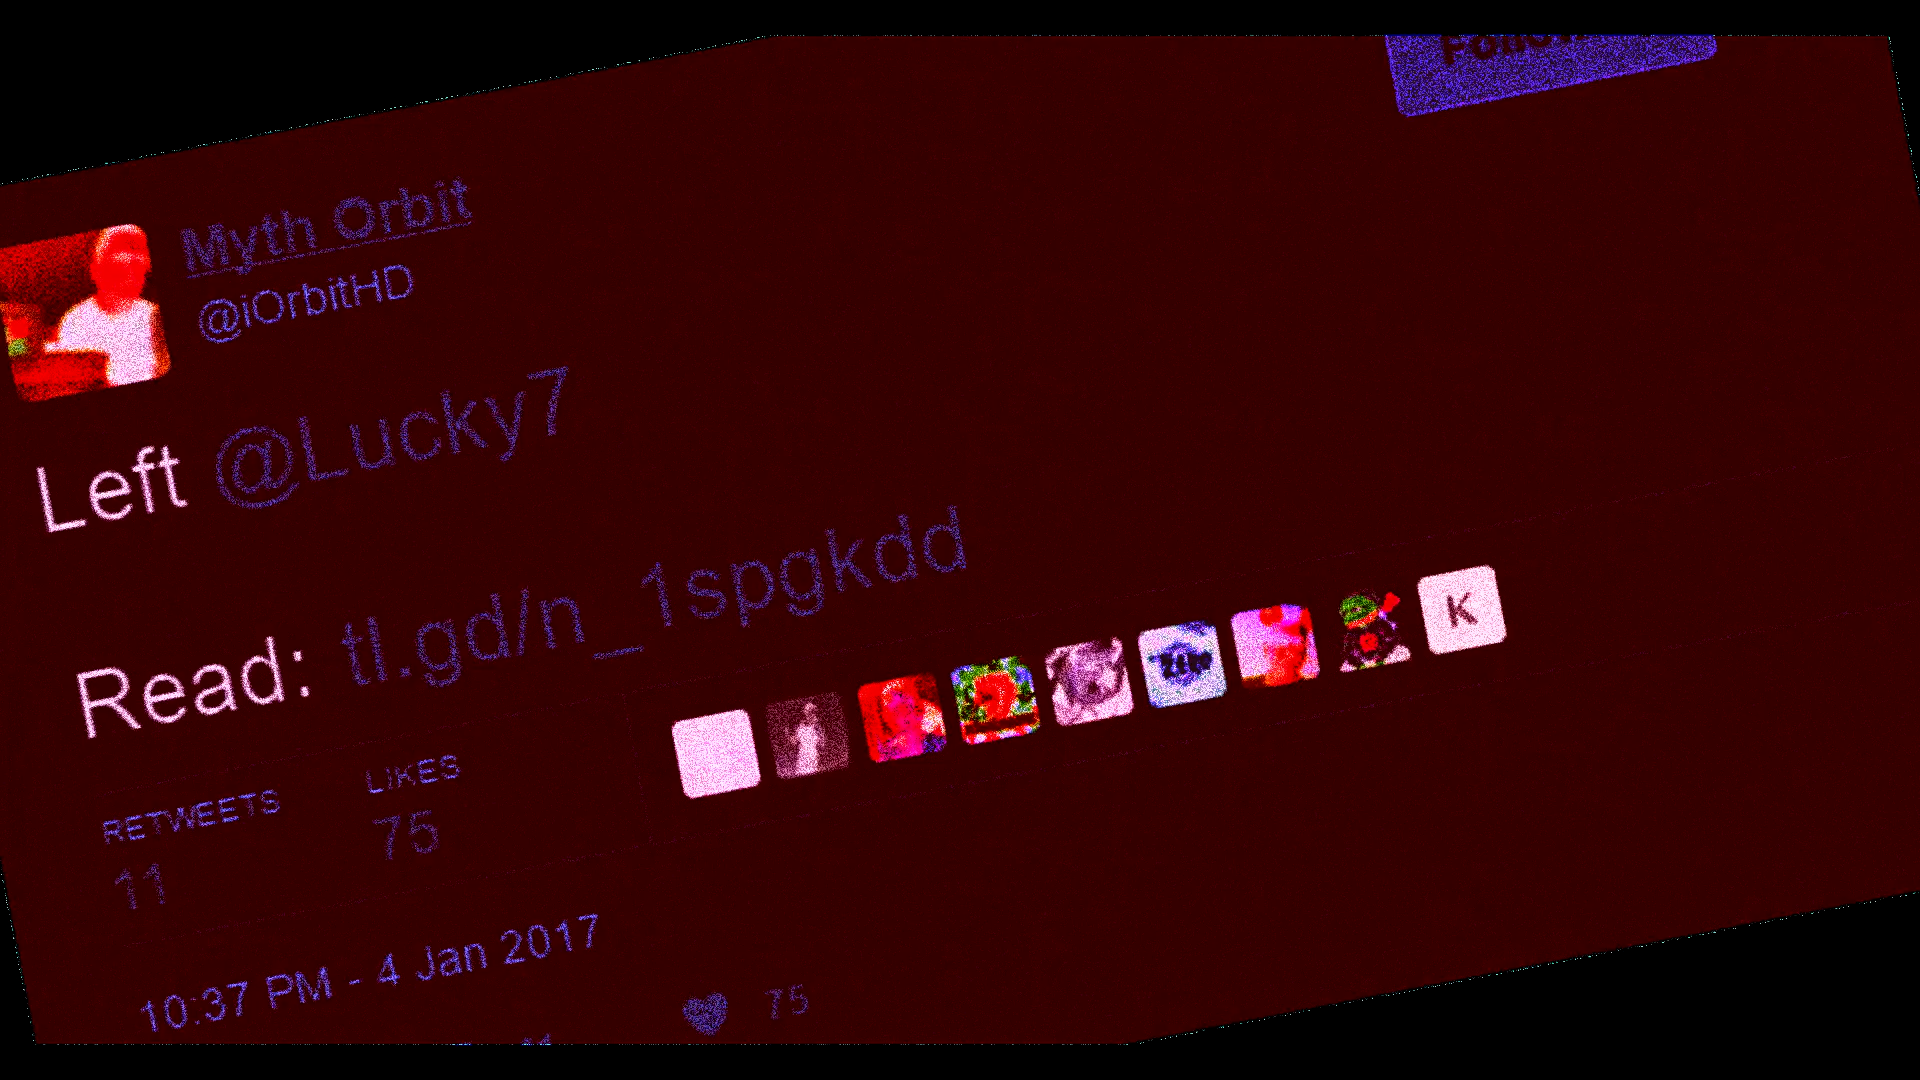 Myth Orbit
@iOrbitHD
Left @Lucky7
Read: tl.gd/n_1spgkdd
K
RETWEETS LIKES
11 75
10:37 PM - 4 Jan 2017
75